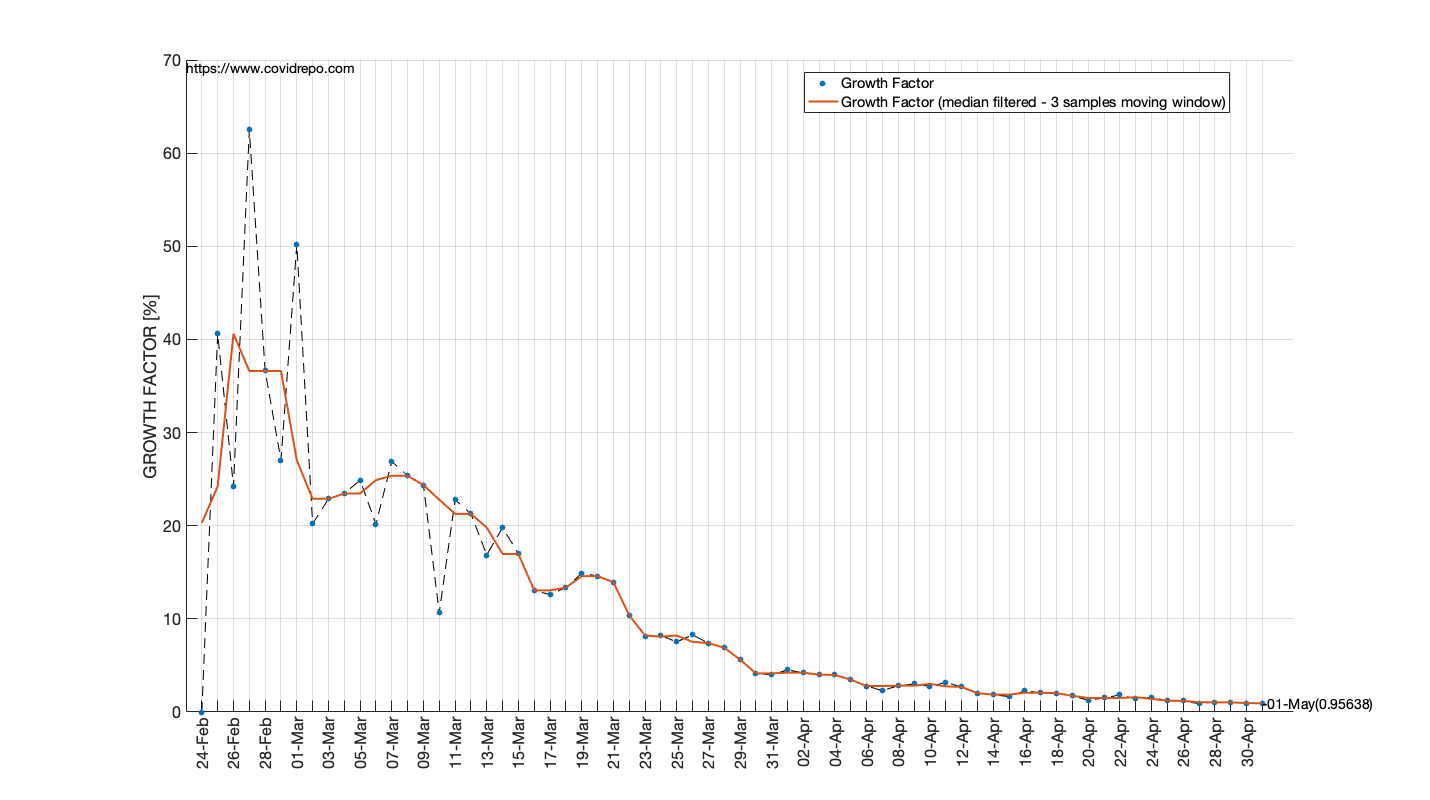 https://www.covidrepo.com
Growth Factor
Growth Factor (median filtered - 3 samples moving window)
GROWTH FACTOR [%]
70
60
50
40
30
20
10
0
01-May(0.95638)
24-Feb
26-Feb
28-Feb
01-Mar
03-Mar
05-Mar
07-Mar
09-Mar
11-Mar
13-Mar
15-Mar
17-Mar
19-Mar
21-Mar
23-Mar
25-Mar
27-Mar
29-Mar
31-Mar
02-Apr
04-Apr
06-Apr
08-Apr
10-Apr
12-Apr
14-Apr
16-Apr
18-Apr
20-Apr
22-Apr
24-Apr
26-Apr
28-Apr
30-Apr